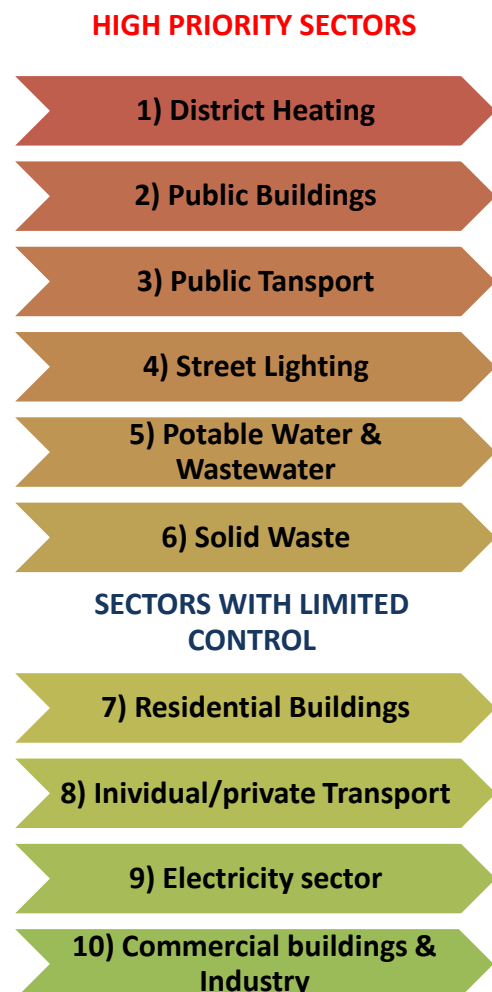 HIGH PRIORITY SECTORS
1) District Heating
2) Public Buildings
3) Public Tansport
4) Street Lighting
5) Potable Water &
Wastewater
6) Solid Waste
SECTORS WITH LIMITED
CONTROL
7) Residential Buildings
8) Inividual/private Transport
9) Electricity sector
10) Commercial buildings &
Industry